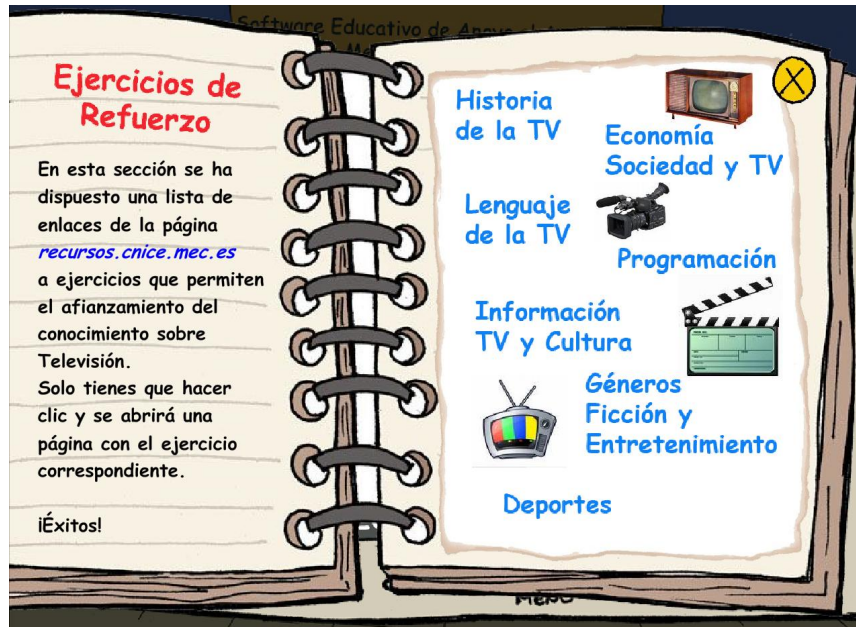 Software Educativo de
Ejercicios de
Refuerzo
En esta sección se ha
dispuesto una lista de
enlaces de la página
recursos.cnice.mec.es
a ejercicios que permiten
el afianzamiento del
conocimiento sobre
Televisión.
Solo tienes que hacer
clic y se abrirá una
página con el ejercicio
correspondiente.
¡Éxitos!
Historia
de la TV
Economía
Sociedad y TV
Lenguaje
de la TV
Programación
Información
TV y Cultura
Géneros
Ficción y
Entretenimiento
Deportes
X